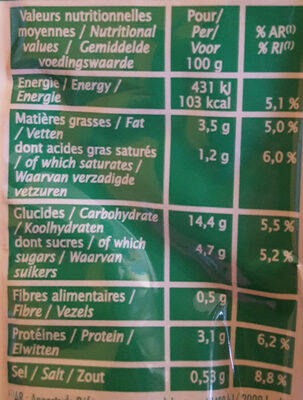 Valeurs nutritionnelles Pour/ % AR(1)
moyennes / Nutritional Per/ % RI(1)
values / Gemiddelde Voor
voedingswaarde 100 g
Energie / Energy / 431 kJ
Energie 103 kcal 5,1 %
Matières grasses / Fat 3,5 g 5,0 %
/ Vetten
dont acides gras saturés 1,2 g 6,0 %
/ of which saturates /
Waarvan verzadigde
vetzuren
Glucides / Carbohydrate 14,4 g 5,5 %
/ Koolhydraten
dont sucres / of which 4,7 g 5,2 %
sugars / Waarvan
suikers
Fibres alimentaires / 0,5 g
Fibre / Vezels
Protéines / Protein / 3,1 g 6,2 %
Eiwitten
Sel / Salt / Zout 0,53 g 8,8 %